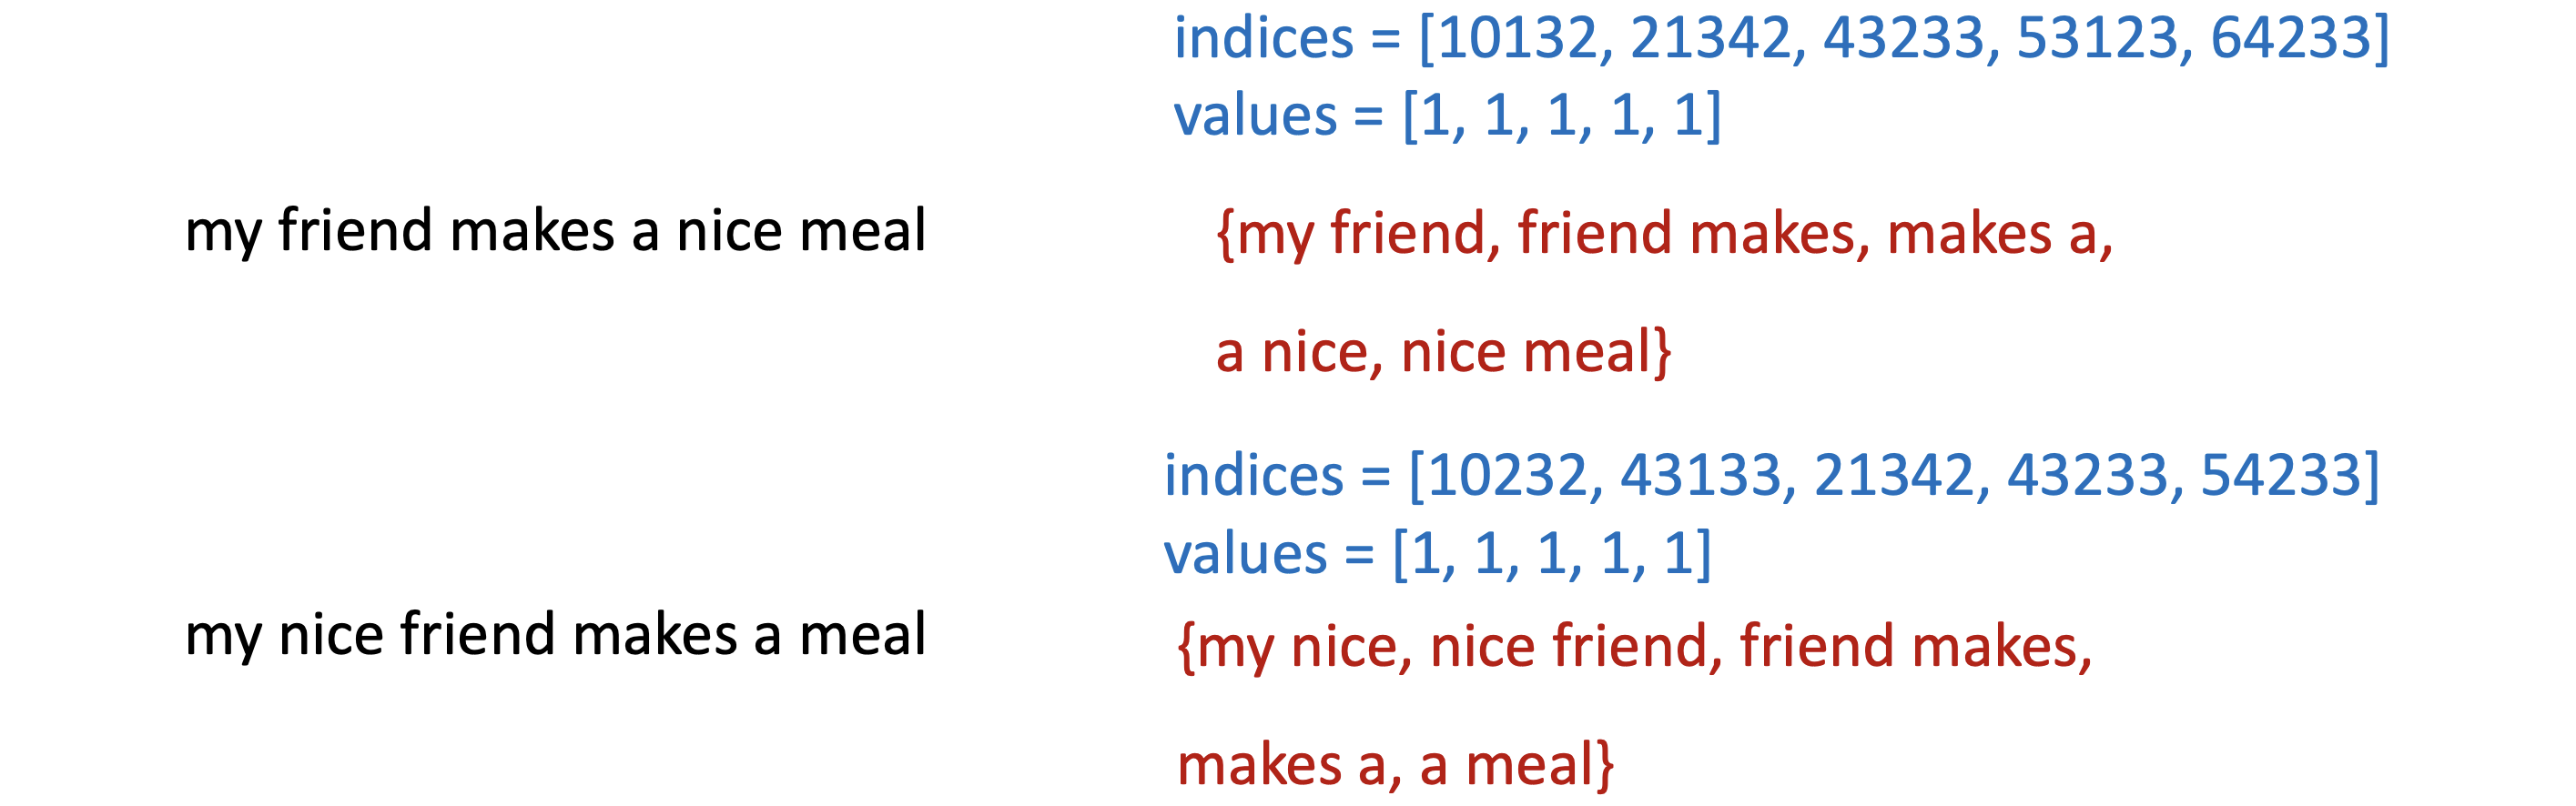 indices = [10132, 21342, 43233, 53123, 64233]
values = [1, 1, 1, 1, 1]
my friend makes a nice meal
{my friend, friend makes, makes a,
a nice, nice meal}
indices = [10232, 43133, 21342, 43233, 54233]
values = [1, 1, 1, 1, 1]
my nice friend makes a meal
{my nice, nice friend, friend makes,
makes a, a meal}